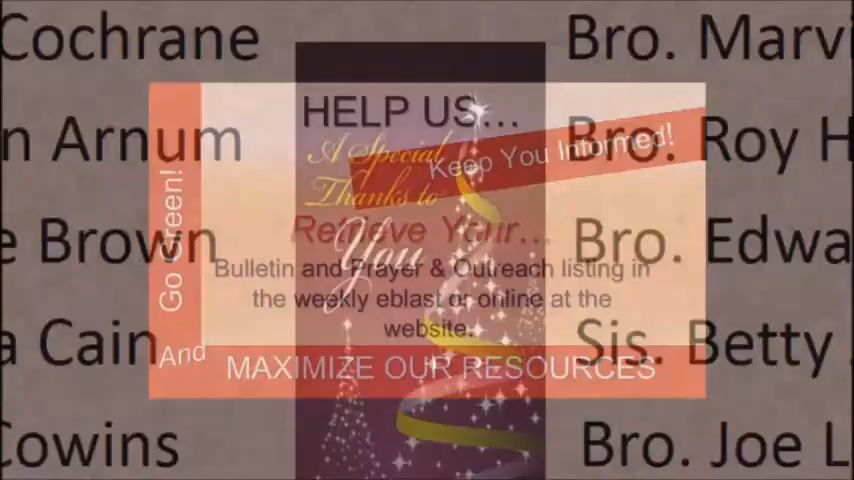 Cochrane
Bro. Marvi
HELP US...
n Arnum
A Special
Keep You Informed!
Bro. Roy H
Thanks to
Go Green!
e Brown
Retrieve Your...
You
Bro. Edwa
Bulletin and Prayer & Outreach listing in
the weekly eblast or online at the
website.
a Cain
And
Sis. Betty
MAXIMIZE OUR RESOURCES
Cowins
Bro. Joe L